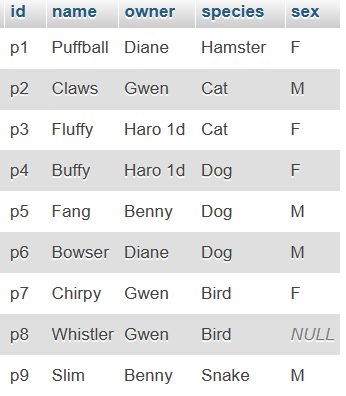 id name owner species sex
p1 Puffball Diane Hamster F
p2 Claws Gwen Cat M
p3 Fluffy Haro 1d Cat F
p4 Buffy Haro 1d Dog F
p5 Fang Benny Dog M
p6 Bowser Diane Dog M
p7 Chirpy Gwen Bird F
p8 Whistler Gwen Bird NULL
p9 Slim Benny Snake M